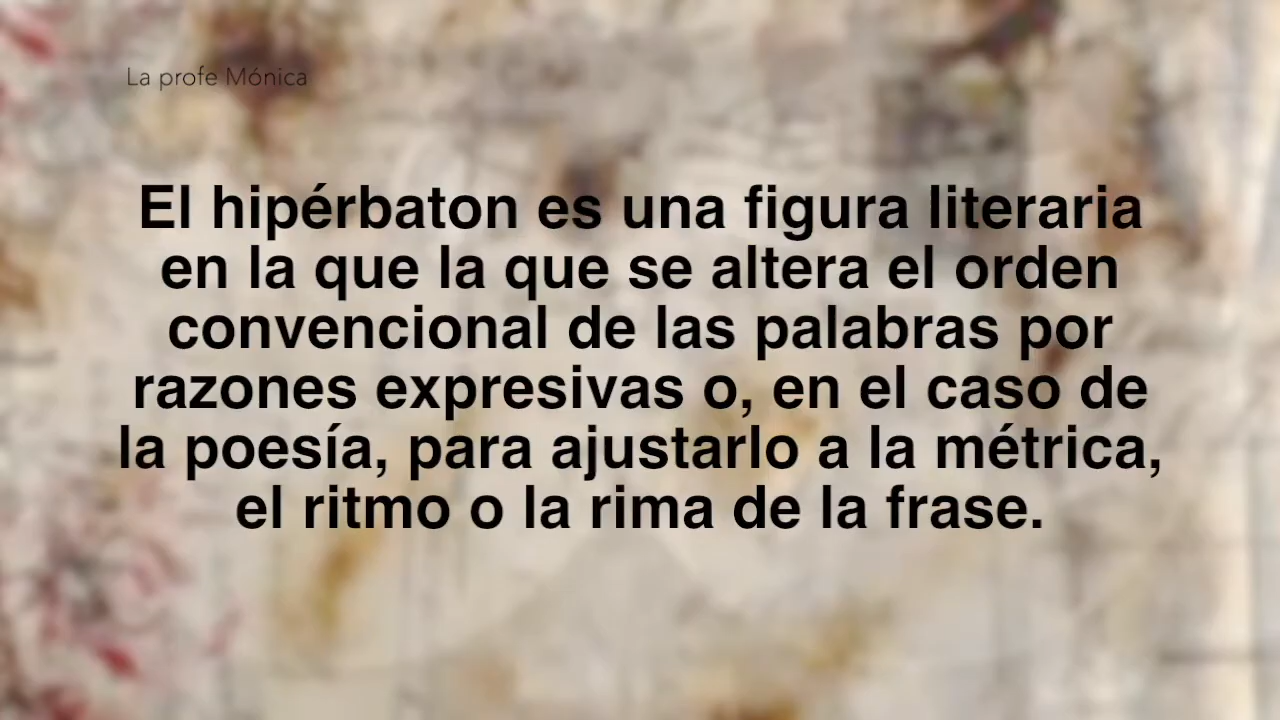 La profe Mónica
El hipérbaton es una figura literaria
en la que la que se altera el orden
convencional de las palabras por
razones expresivas o, en el caso de
la poesía, para ajustarlo a la métrica,
el ritmo o la rima de la frase.